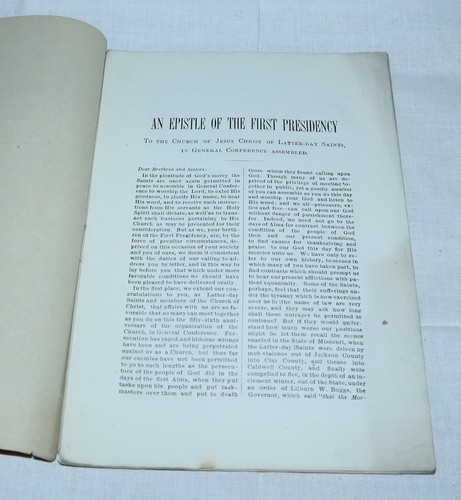 AN EPISTLE OF THE FIRST PRESIDENCY
TO THE CHURCH OF JESUS CHRIST OF LATTER-DAY SAINTS,
IN GENERAL CONFERENCE ASSEMBLED.
Dear Brethren and Sisters:
In the plenitude of God's mercy the
Saints are once again permitted in
peace to assemble in General Confer-
ence to worship the Lord, to extol His
goodness, to glorify His name, to hear
His word, and to receive such instruc-
tions from His servants as the Holy
Spirit shall dictate, as well as to trans-
act such business pertaining to His
Church as may be presented for their
consideration. But as we, your breth-
ren of the First Presidency, are, by the
force of peculiar circumstances, de-
prived on this occasion of your society
and you of ours, we deem it consistent
with the duties of our calling to ad-
dress you by letter, and in this way to
lay before you that which under more
favorable conditions we should have
been pleased to have delivered orally.
In the first place, we extend our con-
gratulations to you, as Latter-day
Saints and members of the Church of
Christ, that affairs with us are so fa-
vorable that so many can meet together
as you do on this the fifty-sixth anni-
versary of the organization of the
Church, in General Conference. Per-
secution has raged, and hideous wrongs
have been and are being perpetrated
against us as a Church, but thus far
our enemies have not been permitted
to go to such lengths as the persecu-
tors of the people of God did in the
days of the first Alma, when they put
tasks upon his people and put task-
masters over them and put to death
those whom they found calling upon
God. Though many of us are de-
prived of the privilege of meeting to-
gether in public, yet a goodly number
of you can assemble as you do this day
and worship your God and listen to
His word; and we all—prisoners, ex-
iles and free—can call upon our God
without danger of punishment there-
for. Indeed, we need not go to the
days of Alma for contrast between the
condition of the people of God
then and our present condition,
to find causes for thanksgiving and
praise to our God this day for His
mercies unto us. We have only to re-
fer to our own history, to scenes in
which many of you have taken part, to
find contrasts which should prompt us
to bear our present afflictions with pa-
tient equanimity. Some of the Saints,
perhaps, feel that their sufferings un-
der the tyranny which is now exercised
over us in the name of law are very
severe, and they may ask how long
shall these outrages be permitted to
continue? But if they would under-
stand how much worse our positions
might be let them recall the scenes
enacted in the State of Missouri, when
the Latter-day Saints were driven by
mob violence out of Jackson County
into Clay County, and thence into
Caldwell County, and finally were
compelled to flee, in the depth of an in-
clement winter, out of the State, under
an order of Lilburn W. Boggs, the
Governor, which said "that the Mor-